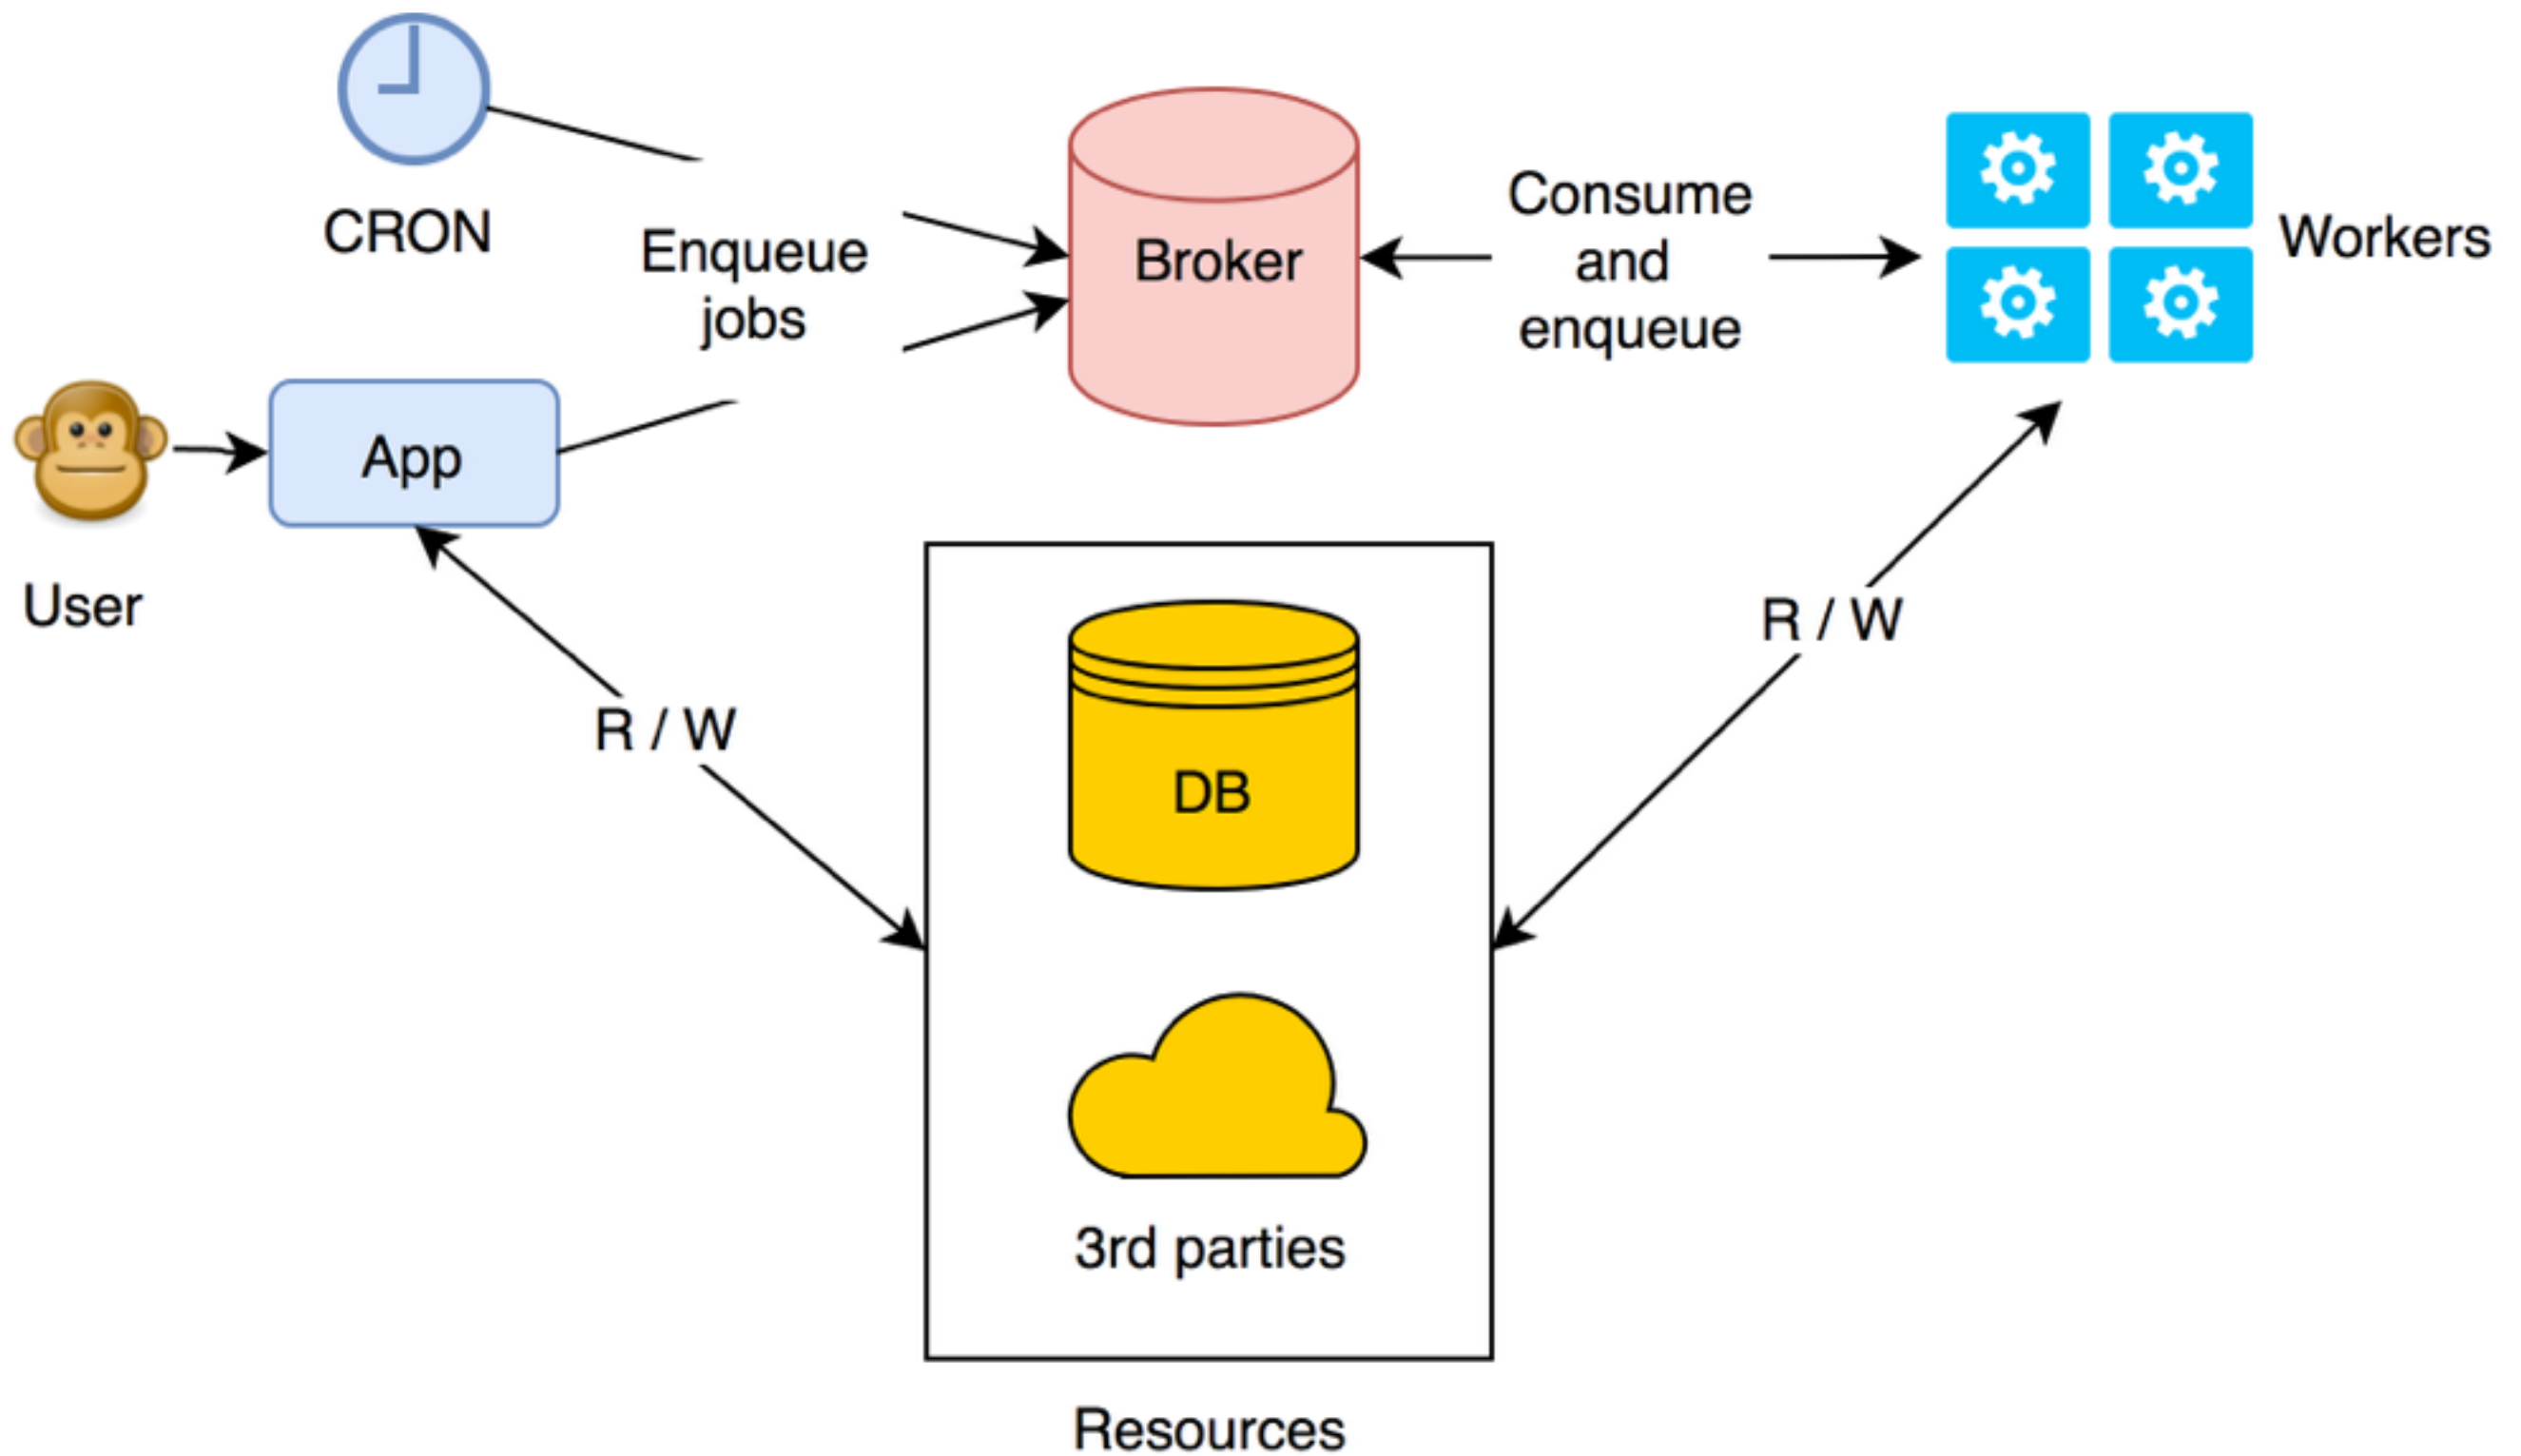 CRON
Enqueue
jobs
Broker
Consume
and
enqueue
Workers
App
User
R / W
R / W
DB
3rd parties
Resources